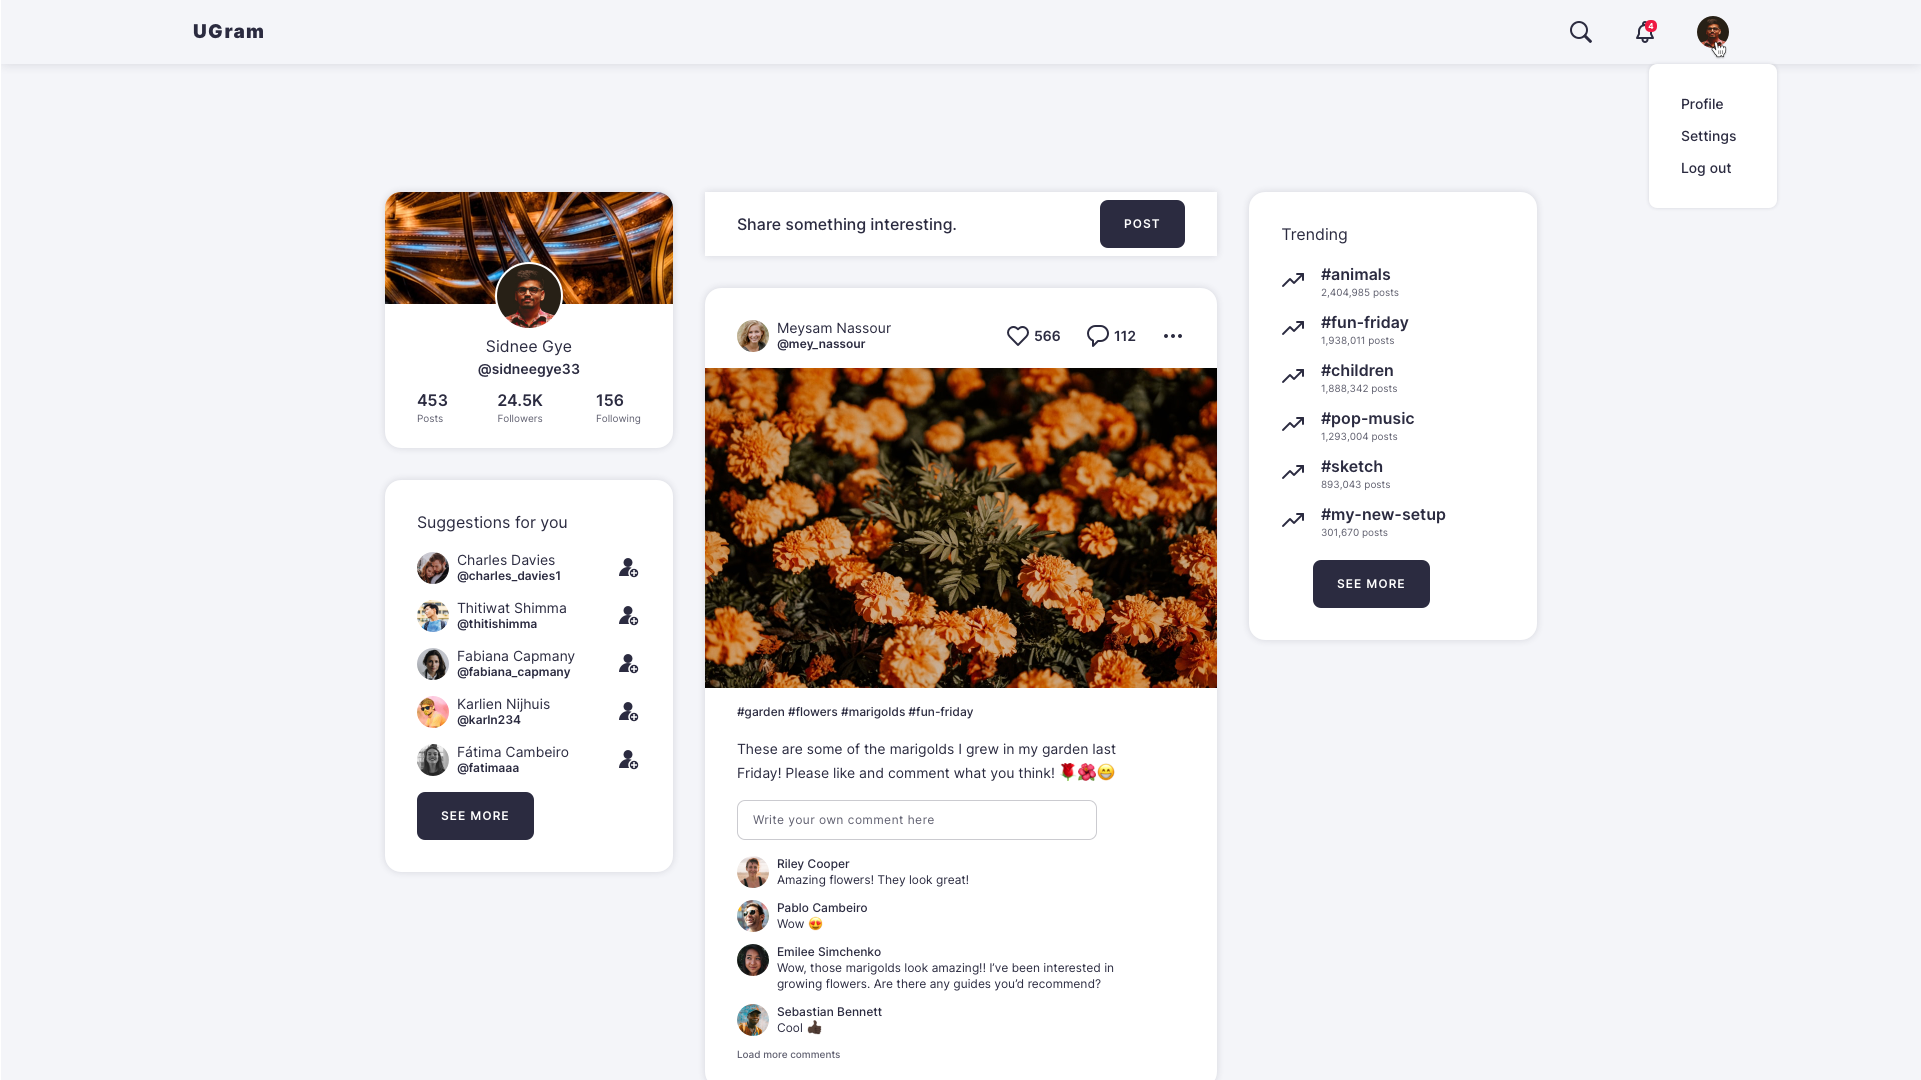 UGram
4
Profile
Settings
Log out
Sidnee Gye
@sidneegye33
453
Posts
24.5K
Followers
156
Following
Suggestions for you
Charles Davies
@charles_davies1
Thitiwat Shimma
@thitishimma
Fabiana Capmany
@fabiana_capmany
Karlien Nijhuis
@karln234
Fátima Cambeiro
@fatimaaa
SEE MORE
Share something interesting.
POST
Meysam Nassour
@mey_nassour
566
112
#garden #flowers #marigolds #fun-friday
These are some of the marigolds I grew in my garden last
Friday! Please like and comment what you think! 🌹🌺😁
Write your own comment here
Riley Cooper
Amazing flowers! They look great!
Pablo Cambeiro
Wow 😍
Emilee Simchenko
Wow, those marigolds look amazing!! I’ve been interested in
growing flowers. Are there any guides you’d recommend?
Sebastian Bennett
Cool 👍🏿
Load more comments
Trending
#animals
2,404,985 posts
#fun-friday
1,938,011 posts
#children
1,888,342 posts
#pop-music
1,293,004 posts
#sketch
893,043 posts
#my-new-setup
301,670 posts
SEE MORE